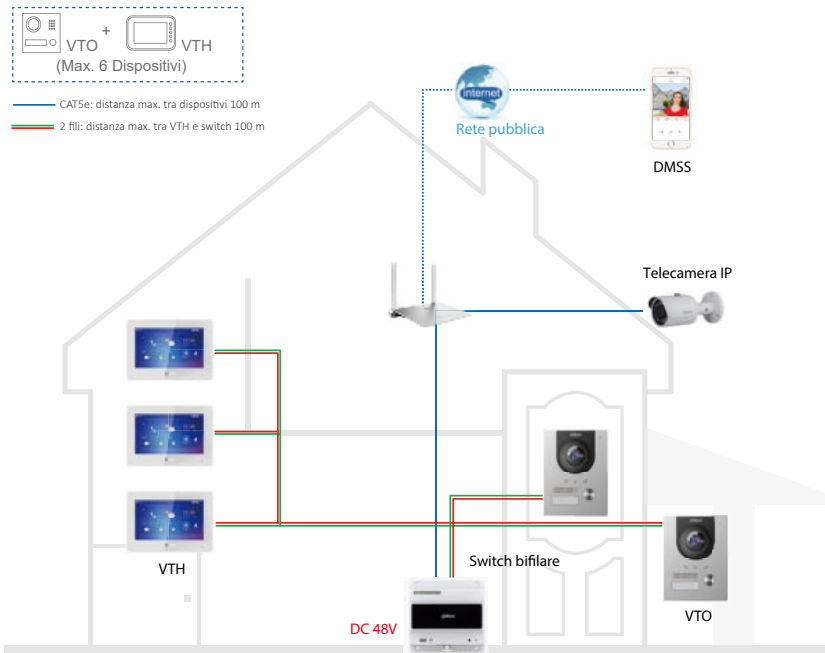 VTO + VTH
(Max. 6 Dispositivi)
CAT5e: distanza max. tra dispositivi 100 m
2 fili: distanza max. tra VTH e switch 100 m
internet
Rete pubblica
DMSS
Telecamera IP
VTH
Switch bifilare
DC 48V
VTO